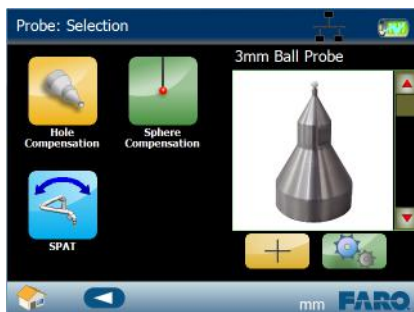 Probe: Selection
3mm Ball Probe
Hole
Compensation
Sphere
Compensation
SPAT
mm
FARO